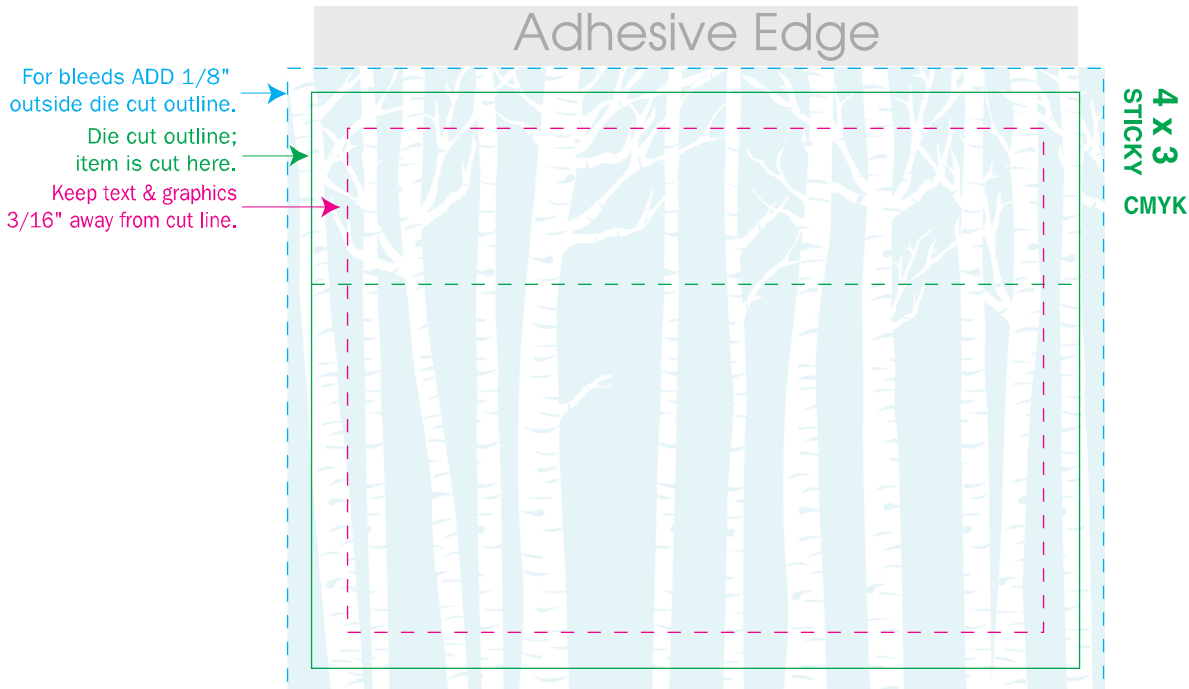 Adhesive Edge
For bleeds ADD 1/8"
outside die cut outline.
Die cut outline;
item is cut here.
Keep text & graphics
3/16" away from cut line.
4 x 3
STICKY
CMYK